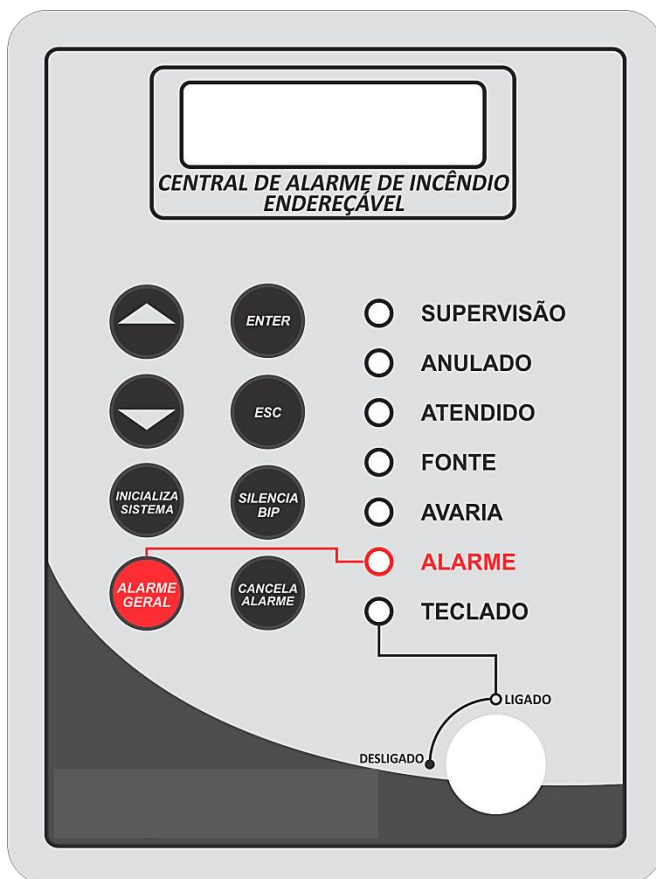 CENTRAL DE ALARME DE INCÊNDIO
ENDEREÇÁVEL
ENTER
SUPERVISÃO
ANULADO
ESC
ATENDIDO
FONTE
INICIALIZA
SISTEMA
SILENCIA
BIP
AVARIA
ALARME
GERAL
CANCELA
ALARME
ALARME
TECLADO
LIGADO
DESLIGADO